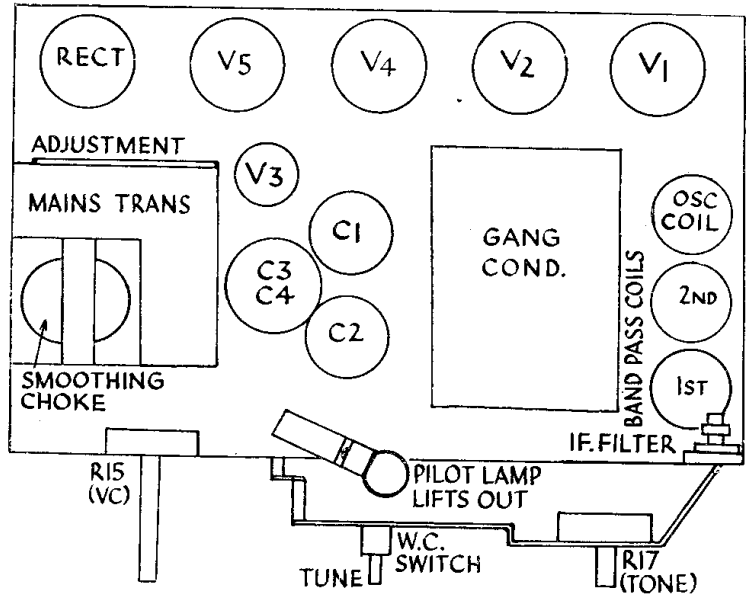 RECT
V5
V4
V2
V1
ADJUSTMENT
V3
MAINS TRANS
C1
GANG
COND.
OSC
COIL
C3
C4
C2
BAND PASS COILS
2ND
1ST
SMOOTHING
CHOKE
IF. FILTER
R15
(VC)
PILOT LAMP
LIFTS OUT
W.C.
SWITCH
TUNE
R17
(TONE)